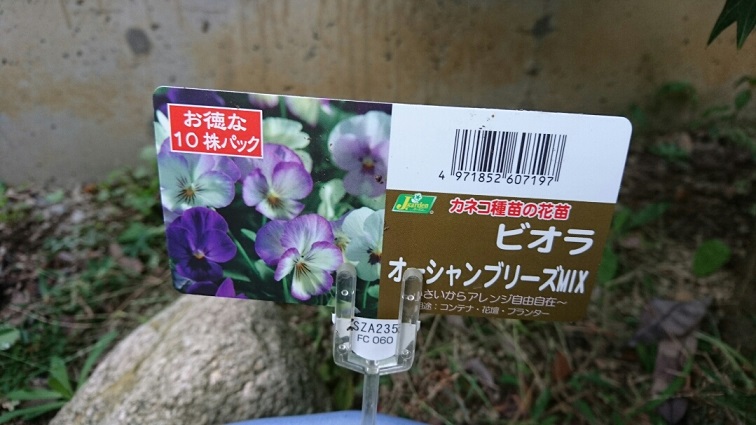 お徳な
10株パック
4 971852 607197
garden
カネコ種苗の花苗
ビオラ
オーシャンブリーズMIX
さいからアレンジ自由自在～
途：コンテナ・花壇・プランター
SZA235
FC 060